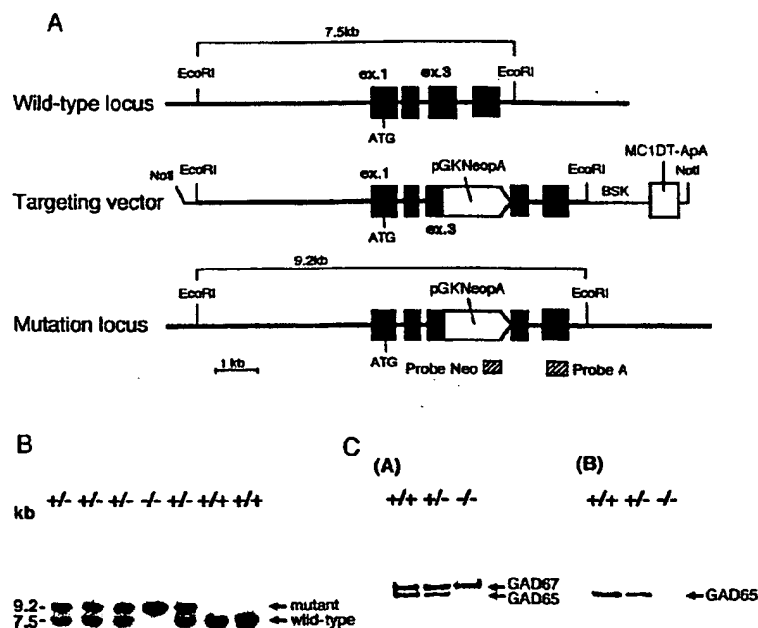 A
7.5kb
EcoRI ex.1 ex.3 EcoRI
Wild-type locus
ATG
MC1DT-ApA
pGKNeopA
NotI EcoRI ex.1 EcoRI BSK NotI
Targeting vector
ATG ex.3
9.2kb
EcoRI pGKNeopA EcoRI
Mutation locus
ATG
1 kb Probe Neo Probe A
B
kb +/- +/- +/- -/- +/- +/+ +/+
9.2- mutant
7.5- wild-type
C
(A) (B)
+/+ +/- -/- +/+ +/- -/-
GAD67
GAD65 GAD65